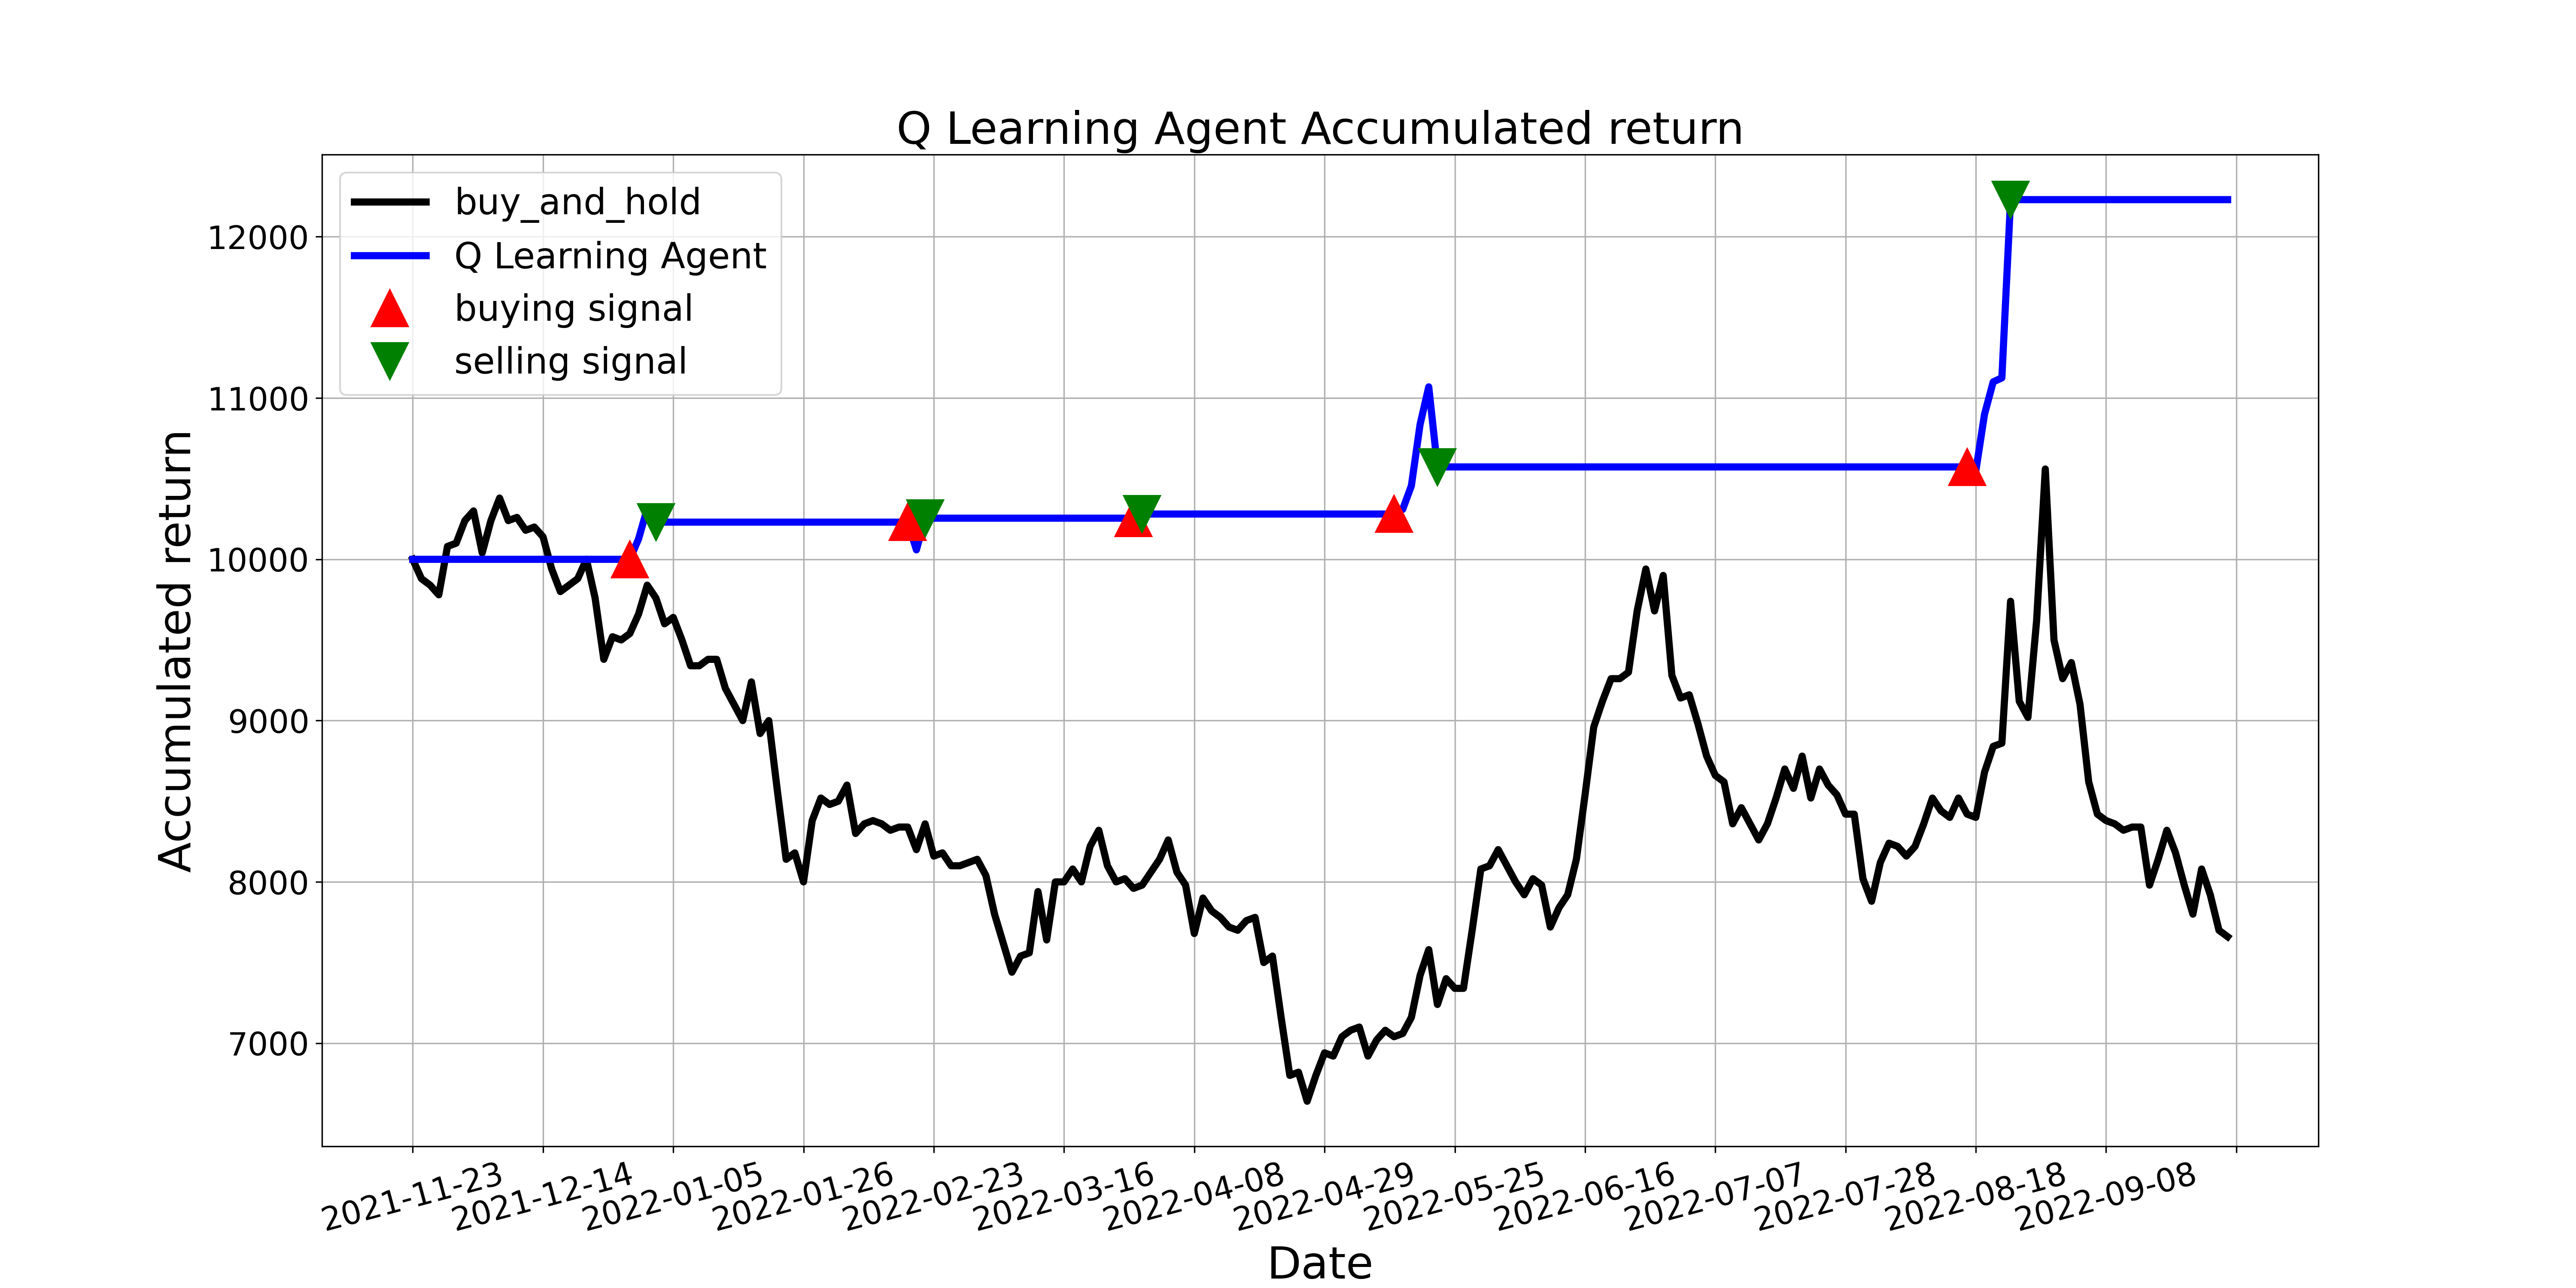 Q Learning Agent Accumulated return
buy_and_hold
Q Learning Agent
buying signal
selling signal
Accumulated return
12000
11000
10000
9000
8000
7000
2021-11-23
2021-12-14
2022-01-05
2022-01-26
2022-02-23
2022-03-16
2022-04-08
2022-04-29
2022-05-25
2022-06-16
2022-07-07
2022-07-28
2022-08-18
2022-09-08
Date